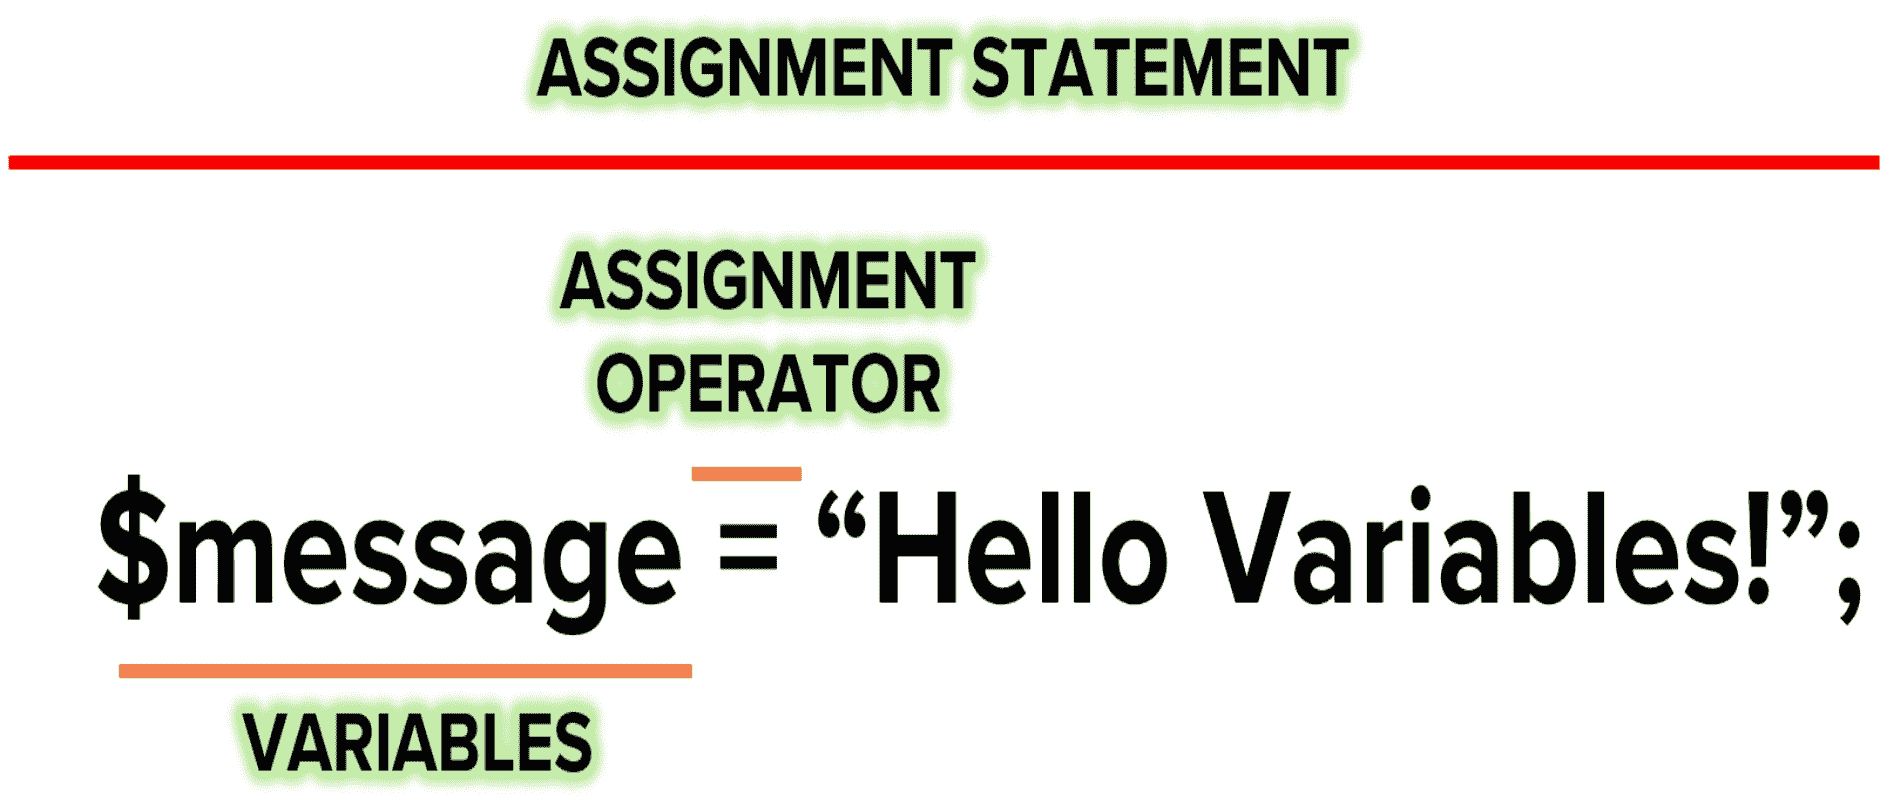 ASSIGNMENT STATEMENT
ASSIGNMENT
OPERATOR
$message = “Hello Variables!”;
VARIABLES